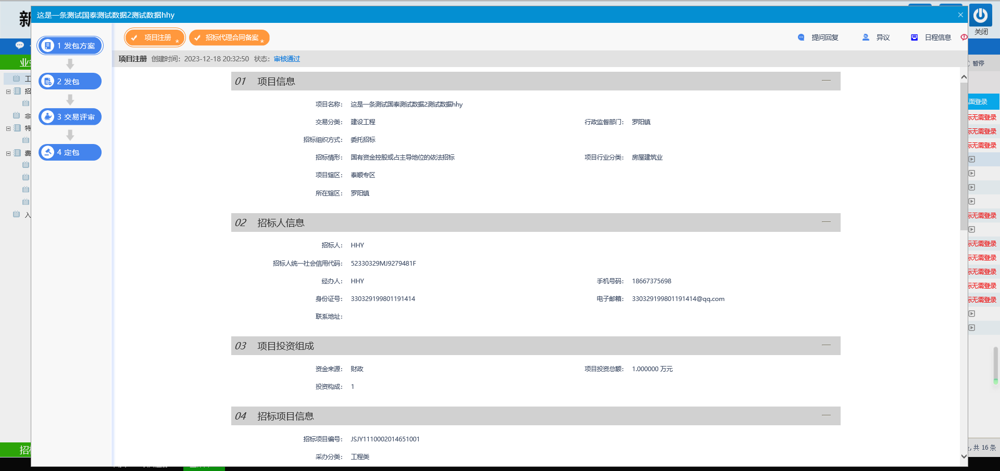 这是一条测试国泰测试数据2测试数据hhy
新
关闭
项目注册
招标代理合同备案
提问回复
异议
日程信息
1 发包方案
2 发包
3 交易评审
4 定包
项目注册 创建时间: 2023-12-18 20:32:50 状态: 审核通过
暂停
01 项目信息
项目名称: 这是一条测试国泰测试数据2测试数据hhy
交易分类: 建设工程
行政监督部门: 罗阳镇
招标组织方式: 委托招标
招标情形: 国有资金控股或占主导地位的依法招标
项目行业分类: 房屋建筑业
项目辖区: 泰顺专区
所在辖区: 罗阳镇
02 招标人信息
招标人: HHY
招标人统一社会信用代码: 52330329MJ9279481F
经办人: HHY
手机号码: 18667375698
身份证号: 330329199801191414
电子邮箱: 330329199801191414@qq.com
联系地址:
03 项目投资组成
资金来源: 财政
项目投资总额: 1.000000 万元
投资构成: 1
04 招标项目信息
招标项目编号: JSJY1110002014651001
采办分类: 工程类
业
工
招
非
特
费
入
招
面登录
标无需登录
标无需登录
标无需登录
标无需登录
标无需登录
标无需登录
标无需登录
标无需登录
标无需登录
, 共 16 条